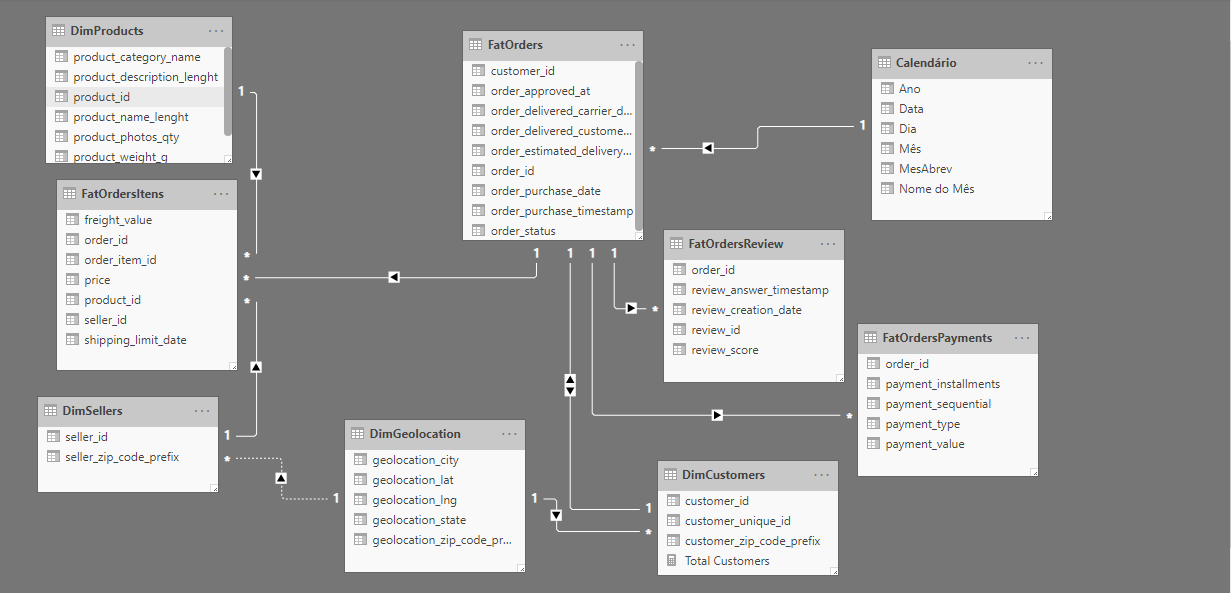 DimProducts
product_category_name
product_description_lenght
product_id
product_name_lenght
product_photos_qty
product_weight_g
FatOrdersItens
freight_value
order_id
order_item_id
price
product_id
seller_id
shipping_limit_date
DimSellers
seller_id
seller_zip_code_prefix
FatOrders
customer_id
order_approved_at
order_delivered_carrier_d...
order_delivered_custome...
order_estimated_delivery...
order_id
order_purchase_date
order_purchase_timestamp
order_status
DimGeolocation
geolocation_city
geolocation_lat
geolocation_lng
geolocation_state
geolocation_zip_code_pr...
Calendário
Ano
Data
Dia
Mês
MesAbrev
Nome do Mês
FatOrdersReview
order_id
review_answer_timestamp
review_creation_date
review_id
review_score
FatOrdersPayments
order_id
payment_installments
payment_sequential
payment_type
payment_value
DimCustomers
customer_id
customer_unique_id
customer_zip_code_prefix
Total Customers
1
*
*
*
1
*
1
1
1
1
1
*
1
*
*
1
1
*